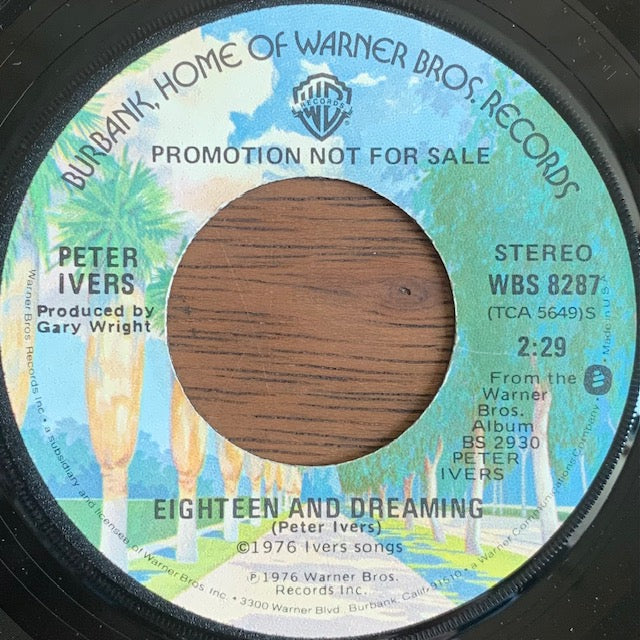 BURBANK, HOME OF WARNER BROS. RECORDS
W B
RECORDS
PROMOTION NOT FOR SALE
PETER
IVERS
Produced by
Gary Wright
STEREO
WBS 8287
(TCA 5649)S
2:29
From the
Warner
Bros.
Album
BS 2930
PETER
IVERS
EIGHTEEN AND DREAMING
(Peter Ivers)
©1976 Ivers songs
℗1976 Warner Bros.
Records Inc.
Warner Bros. Records Inc. • a subsidiary and licensee of Warner Bros. Inc. • 3300 Warner Blvd. Burbank, Calif. 91510 • a Warner Communications Company • Made in U.S.A.